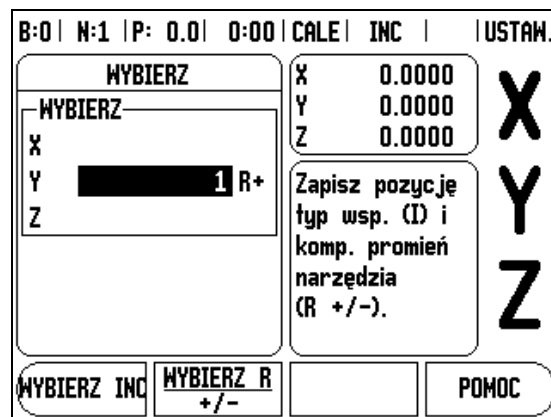 B:0 | N:1 | P: 0.0 | 0:00 | CALE | INC | | USTAW.
WYBIERZ
WYBIERZ
X
Y 1 R+
Z
X 0.0000
Y 0.0000
Z 0.0000
Zapisz pozycję
typ wsp. (I) i
komp. promień
narzędzia
(R +/-).
X
Y
Z
WYBIERZ INC
WYBIERZ R
+/-
POMOC